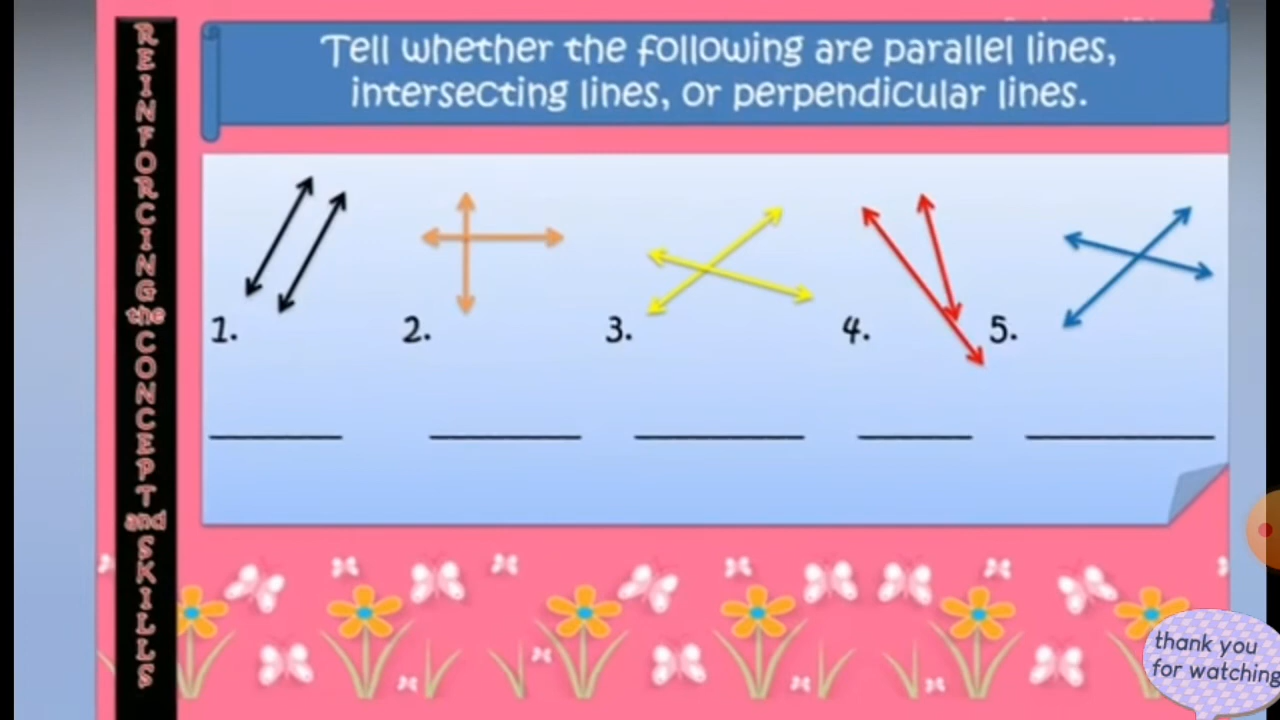 REINFORCING the CONCEPT and SKILLS
Tell whether the following are parallel lines,
intersecting lines, or perpendicular lines.
1. 2. 3. 4. 5.
thank you
for watching